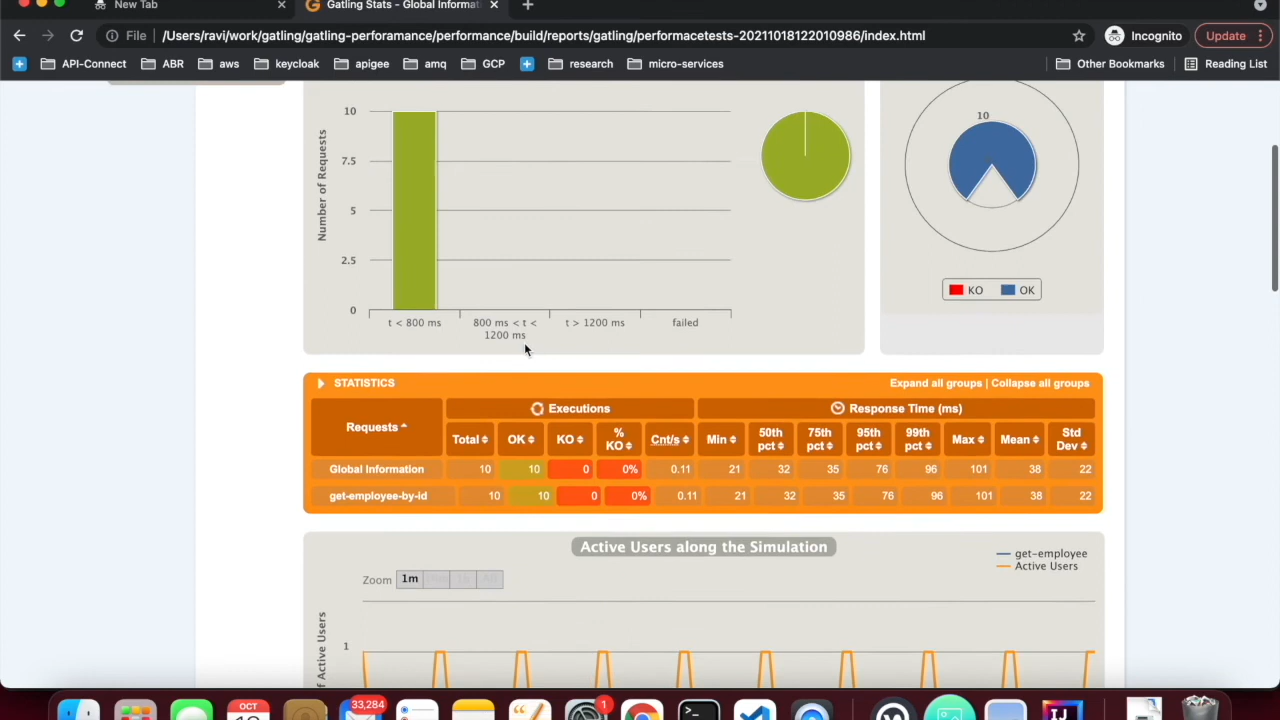 New Tab × Gatling Stats - Global Informati × +
File /Users/ravi/work/gatling/gatling-perforamance/performance/build/reports/gatling/performacetests-20211018122010986/index.html Incognito Update
API-Connect ABR aws keycloak apigee amq GCP research micro-services Other Bookmarks Reading List
Number of Requests
10
7.5
5
2.5
0
t < 800 ms
800 ms < t <
1200 ms
t > 1200 ms
failed
10
KO OK
STATISTICS Expand all groups | Collapse all groups
Requests Executions Response Time (ms)
Total OK KO % KO Cnt/s Min 50th pct 75th pct 95th pct 99th pct Max Mean Std Dev
Global Information 10 10 0 0% 0.11 21 32 35 76 96 101 38 22
get-employee-by-id 10 10 0 0% 0.11 21 32 35 76 96 101 38 22
Active Users along the Simulation
get-employee
Active Users
Zoom 1m
f Active Users
1
OCT
33,284
1